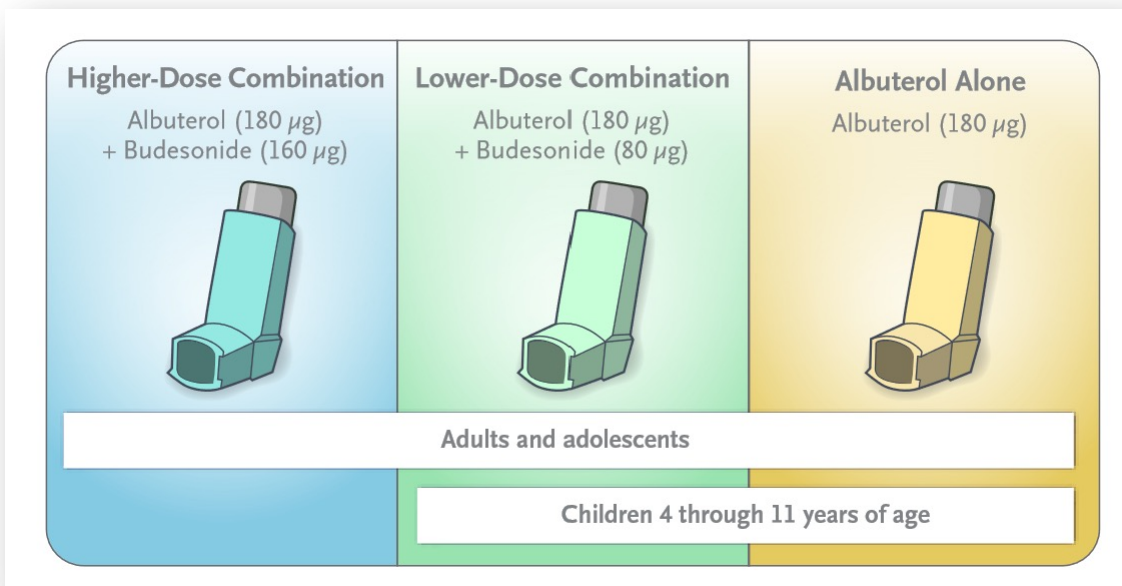 Higher-Dose Combination
Albuterol (180 µg)
+ Budesonide (160 µg)
Lower-Dose Combination
Albuterol (180 µg)
+ Budesonide (80 µg)
Albuterol Alone
Albuterol (180 µg)
Adults and adolescents
Children 4 through 11 years of age